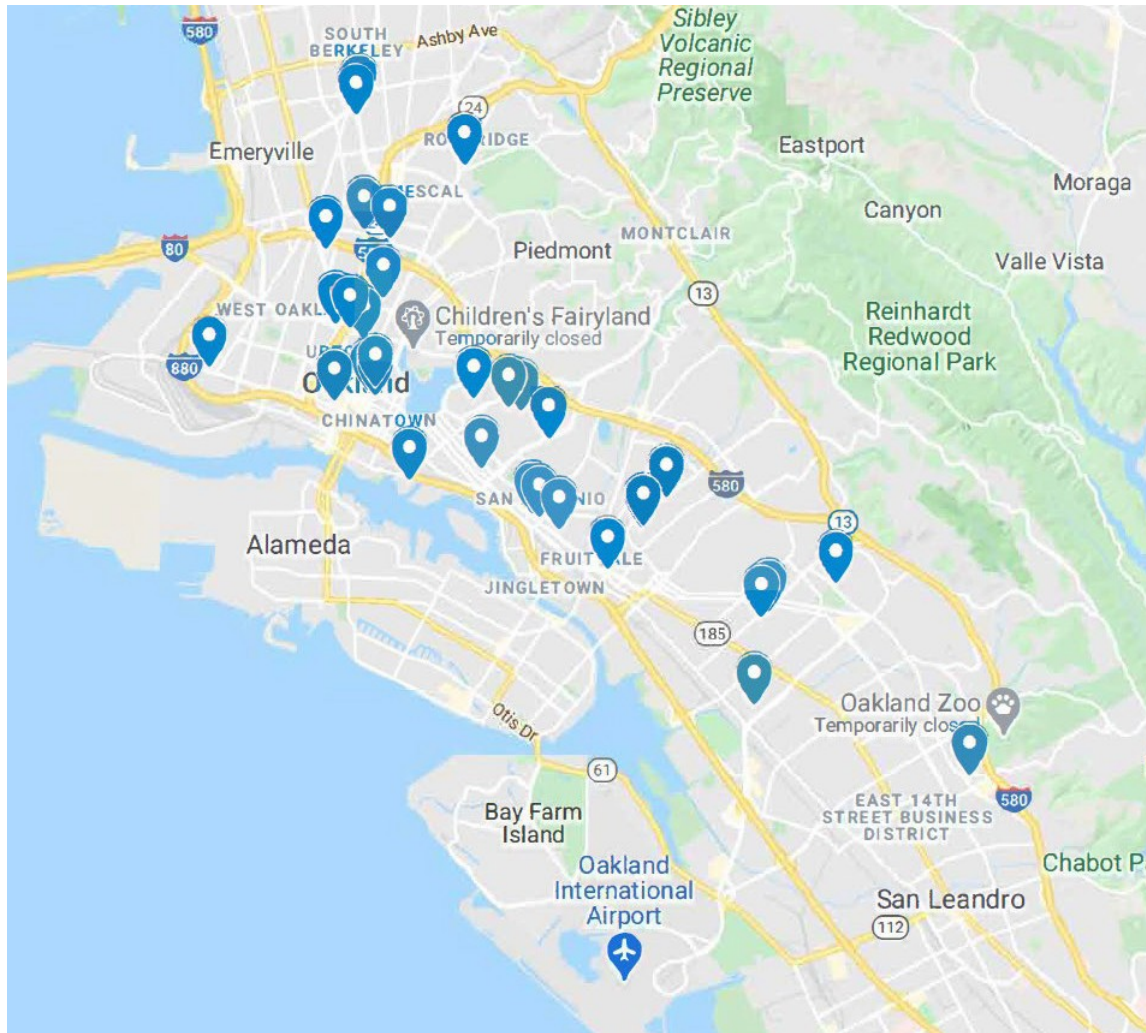 580
SOUTH
BERKELEY
Ashby Ave
Sibley
Volcanic
Regional
Preserve
24
Emeryville
Eastport
Moraga
MESCAL
Canyon
80
Piedmont
MONTCLAIR
Valle Vista
13
WEST
Children's Fairyland
Temporarily closed
Reinhardt
Redwood
Regional Park
880
CHINATOWN
580
SAN
13
Alameda
JINGLETOWN
185
Oakland Zoo
Temporarily
Otis Dr
61
580
Bay Farm
Island
EAST 14TH
STREET BUSINESS
DISTRICT
Oakland
International
Airport
Chabot
San Leandro
112